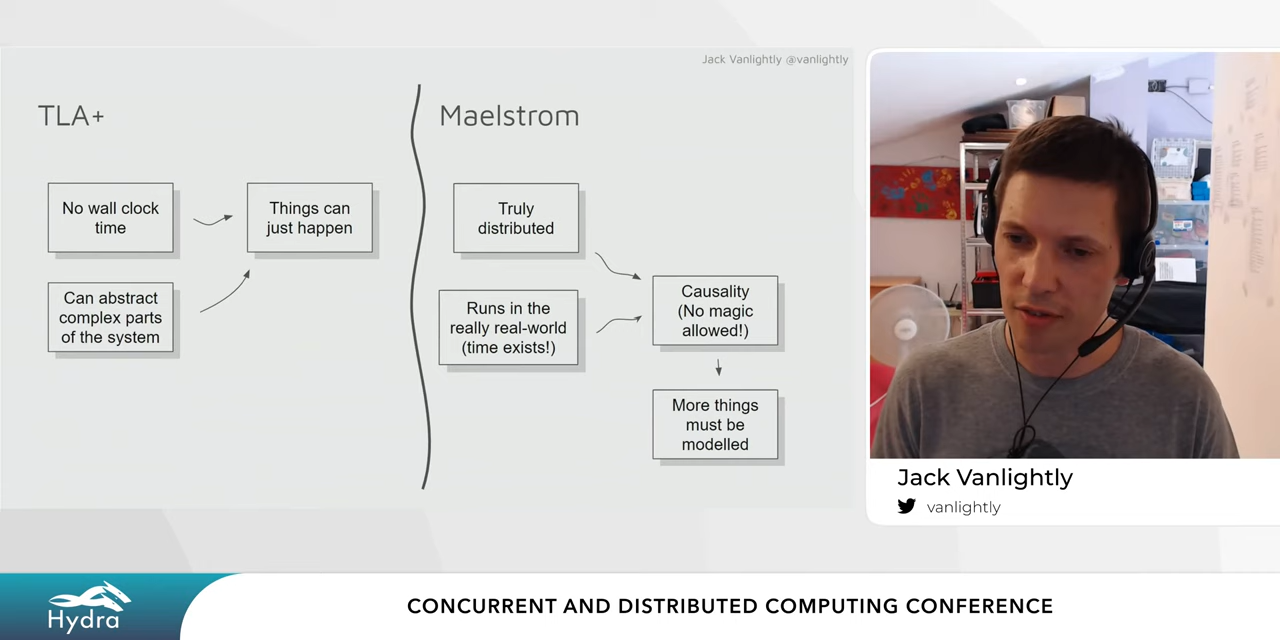 Jack Vanlightly @vanlightly
TLA+
Maelstrom
No wall clock
time
Things can
just happen
Can abstract
complex parts
of the system
Truly
distributed
Runs in the
really real-world
(time exists!)
Causality
(No magic
allowed!)
More things
must be
modelled
Jack Vanlightly
vanlightly
Hydra
CONCURRENT AND DISTRIBUTED COMPUTING CONFERENCE